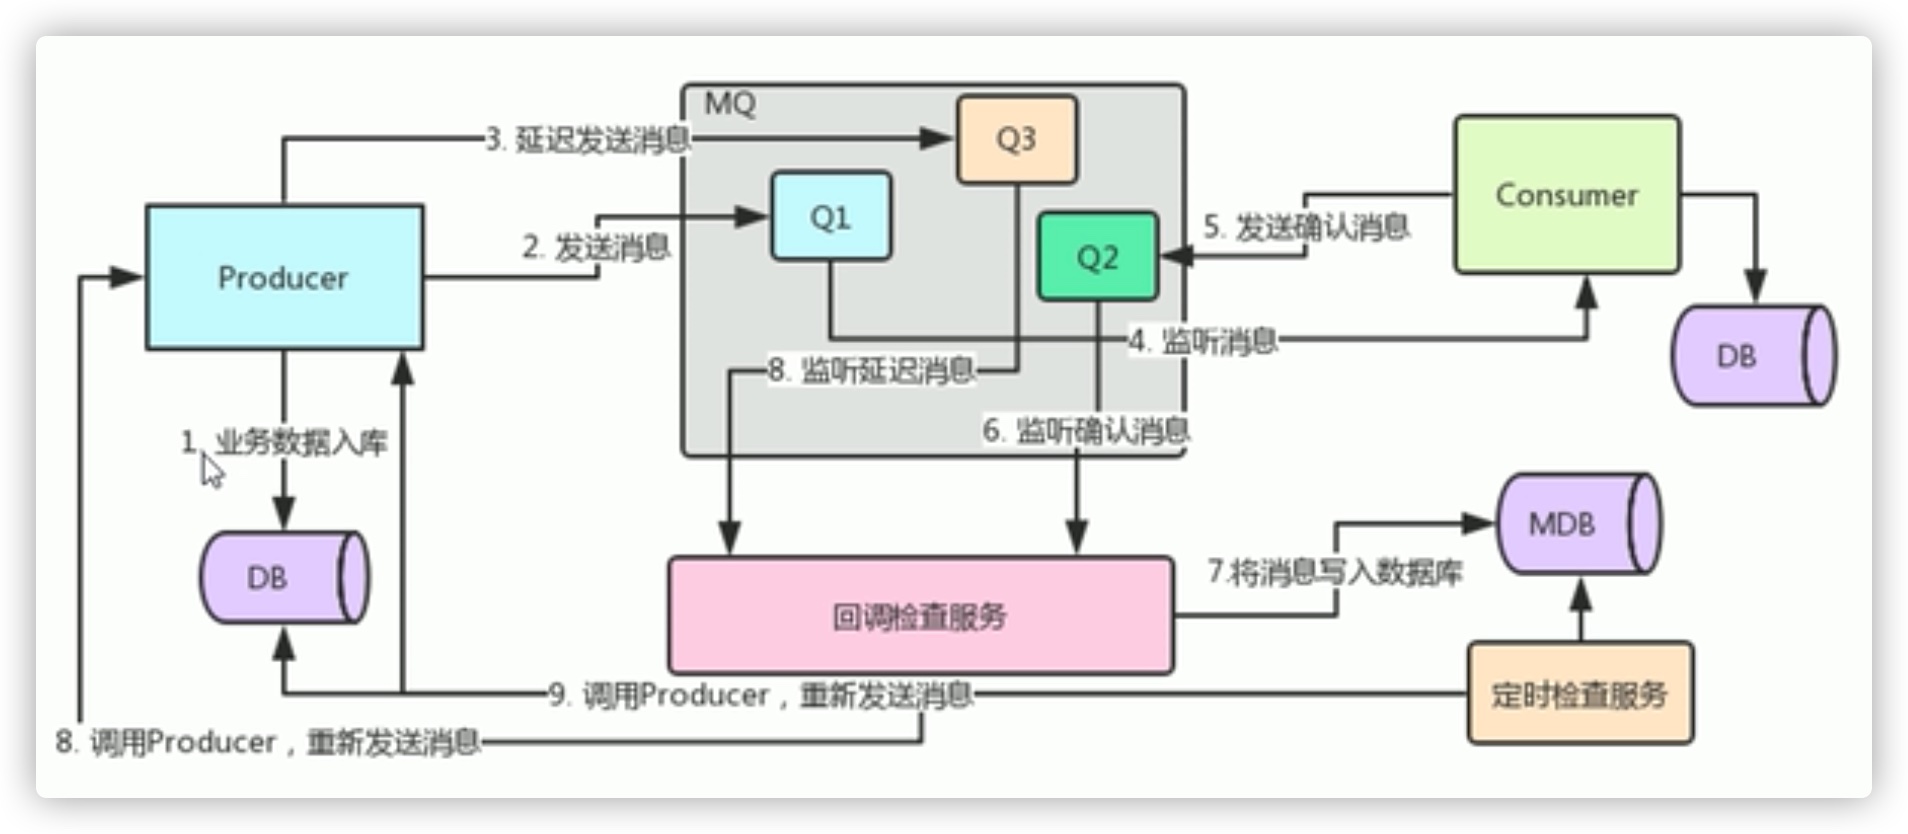 MQ
3. 延迟发送消息
Q3
Q1
Consumer
2. 发送消息
5. 发送确认消息
Q2
Producer
4. 监听消息
DB
8. 监听延迟消息
6. 监听确认消息
1. 业务数据入库
MDB
DB
7.将消息写入数据库
回调检查服务
9. 调用Producer，重新发送消息
定时检查服务
8. 调用Producer，重新发送消息